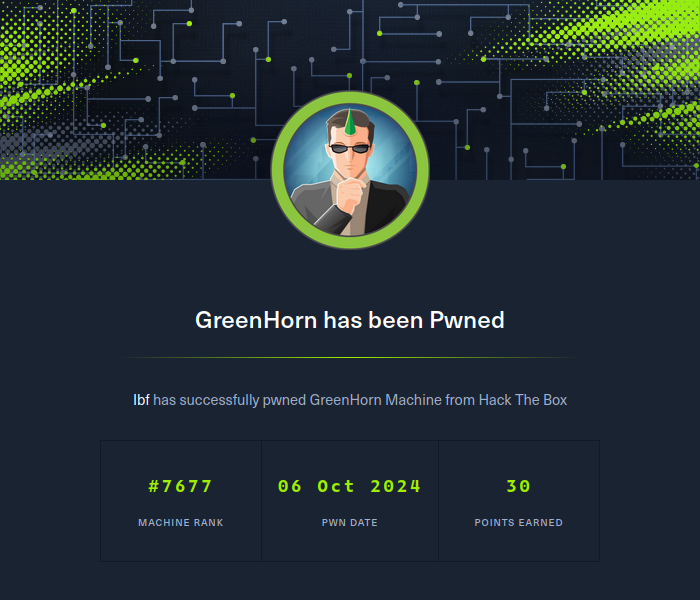 GreenHorn has been Pwned
lbf has successfully pwned GreenHorn Machine from Hack The Box
#7677
06 Oct 2024
30
MACHINE RANK
PWN DATE
POINTS EARNED